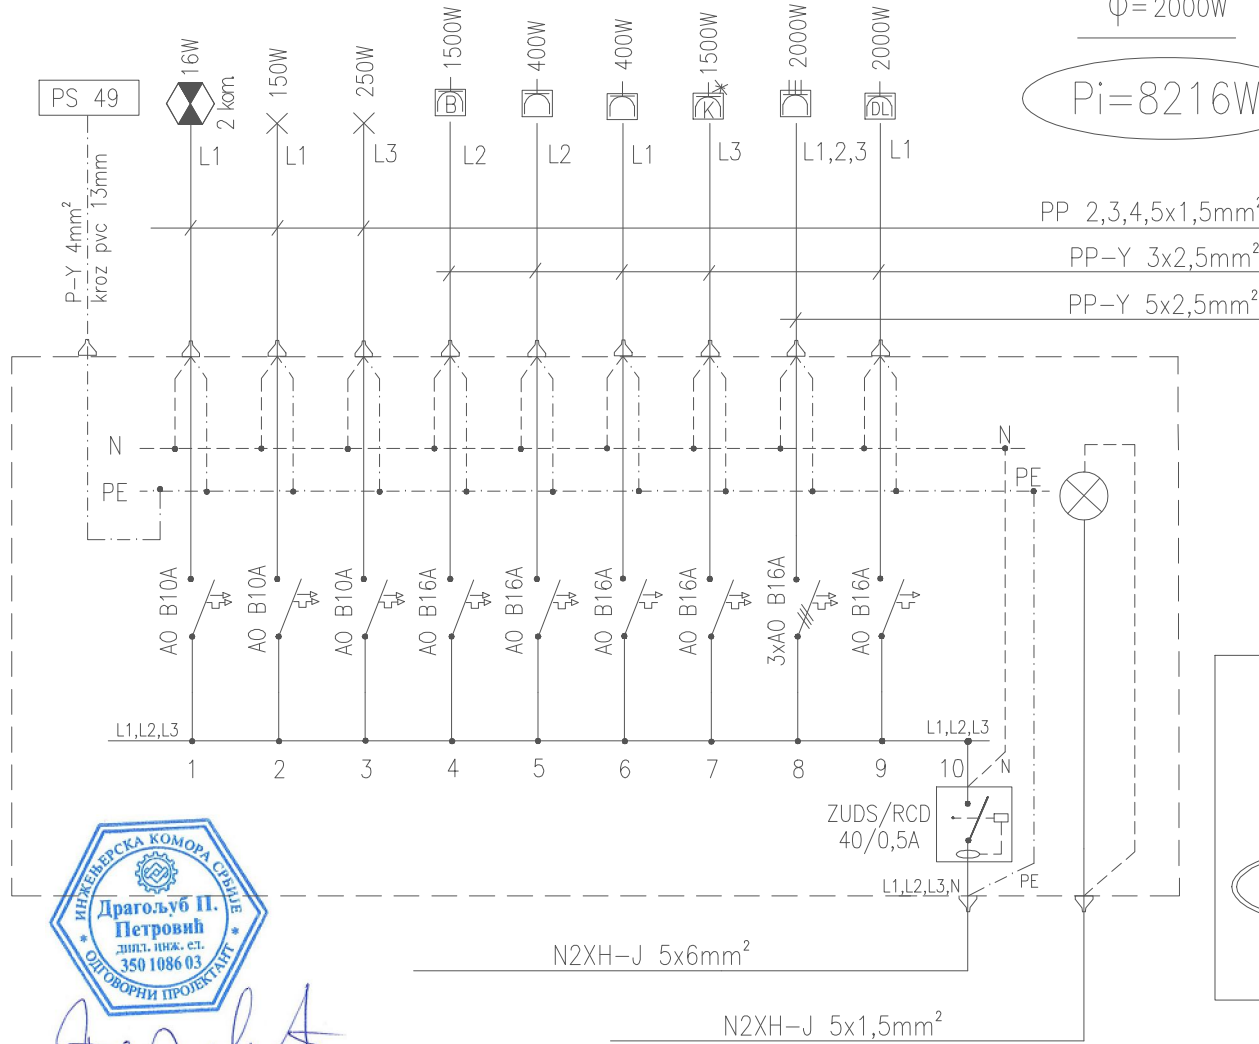 φ=2000W
Pi=8216W
PS 49
16W
2 kom.
150W
250W
1500W
400W
400W
1500W
2000W
2000W
B
K
DL
L1
L1
L3
L2
L2
L1
L3
L1,2,3
L1
P-Y 4mm²
kroz pvc 13mm
PP 2,3,4,5x1,5mm²
PP-Y 3x2,5mm²
PP-Y 5x2,5mm²
N
N
PE
PE
AO B10A
AO B10A
AO B10A
AO B16A
AO B16A
AO B16A
AO B16A
3xAO B16A
AO B16A
L1,L2,L3
L1,L2,L3
1
2
3
4
5
6
7
8
9
10
N
ZUDS/RCD
40/0,5A
L1,L2,L3,N
PE
N2XH-J 5x6mm²
N2XH-J 5x1,5mm²
ИНЖЕЊЕРСКА КОМОРА СРБИЈЕ
Драгољуб П.
Петровић
дипл. инж. ел.
350 1086 03
ОДГОВОРНИ ПРОЈЕКТАНТ